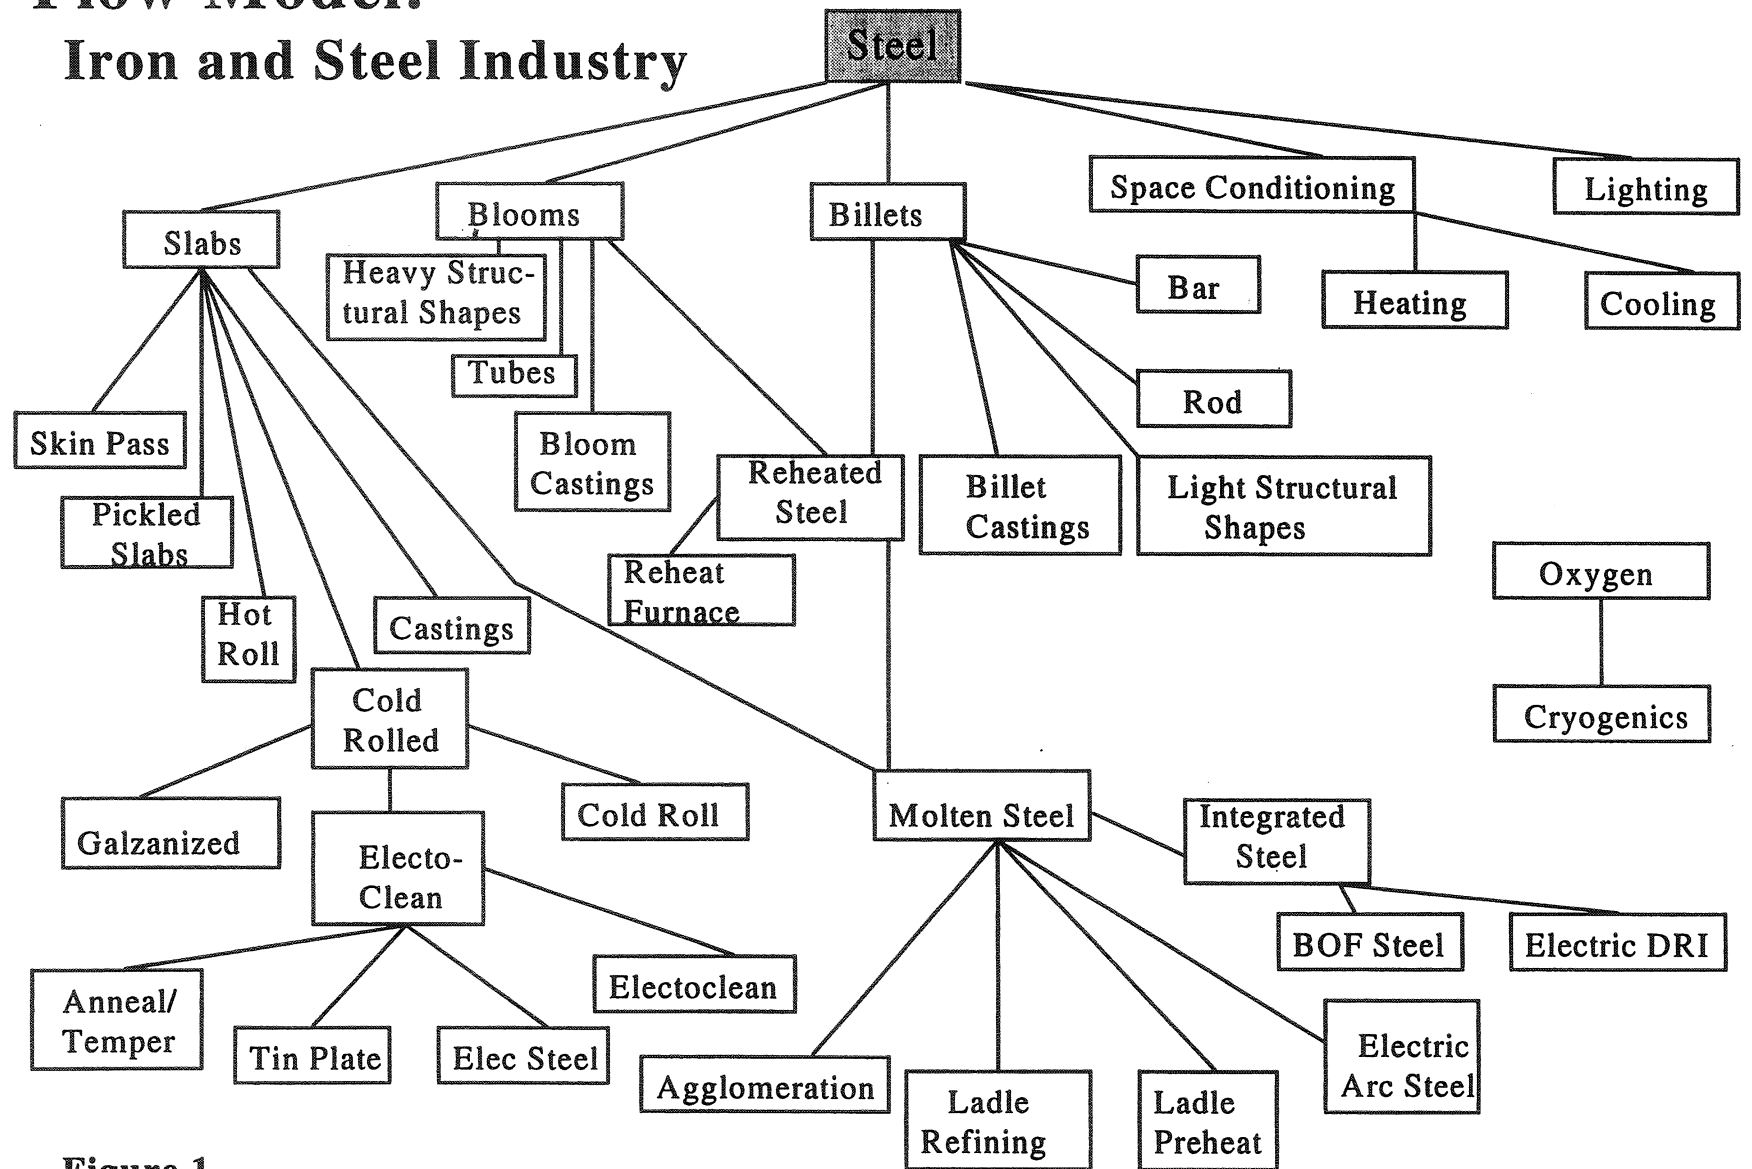 Flow Model:
Iron and Steel Industry
Steel
Space Conditioning
Lighting
Slabs
Blooms
Billets
Heavy Struc-
tural Shapes
Bar
Heating
Cooling
Tubes
Rod
Skin Pass
Bloom
Castings
Reheated
Steel
Billet
Castings
Light Structural
Shapes
Pickled
Slabs
Reheat
Furnace
Oxygen
Hot
Roll
Castings
Cold
Rolled
Cryogenics
Galzanized
Cold Roll
Molten Steel
Integrated
Steel
Electo-
Clean
BOF Steel
Electric DRI
Electoclean
Anneal/
Temper
Tin Plate
Elec Steel
Agglomeration
Ladle
Refining
Ladle
Preheat
Electric
Arc Steel
Figure 1